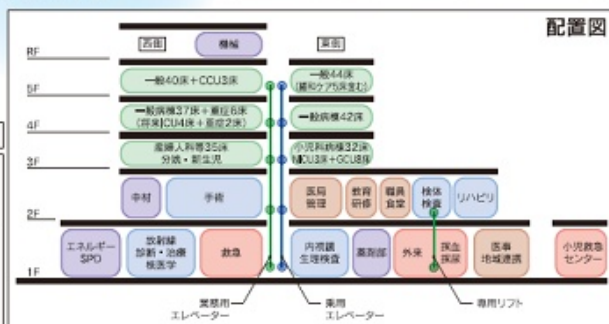 配置図
西側
機械
東側
RF
一般40床+CCU3床
一般44床
(緩和ケア5床含む)
5F
一般病棟37床+重症6床
(将来ICU4床+重症2床)
一般病棟42床
4F
産婦人科等35床
分娩・新生児
小児科病棟32床
NICU3床+GCU8床
3F
中材
手術
医局
管理
教育
研修
職員
食堂
検体
検査
リハビリ
2F
エネルギー
SPD
放射線
診断・治療
核医学
救急
内視鏡
生理検査
薬剤部
外来
採血
採尿
医事
地域連携
小児救急
センター
1F
業務用
エレベーター
乗用
エレベーター
専用リフト